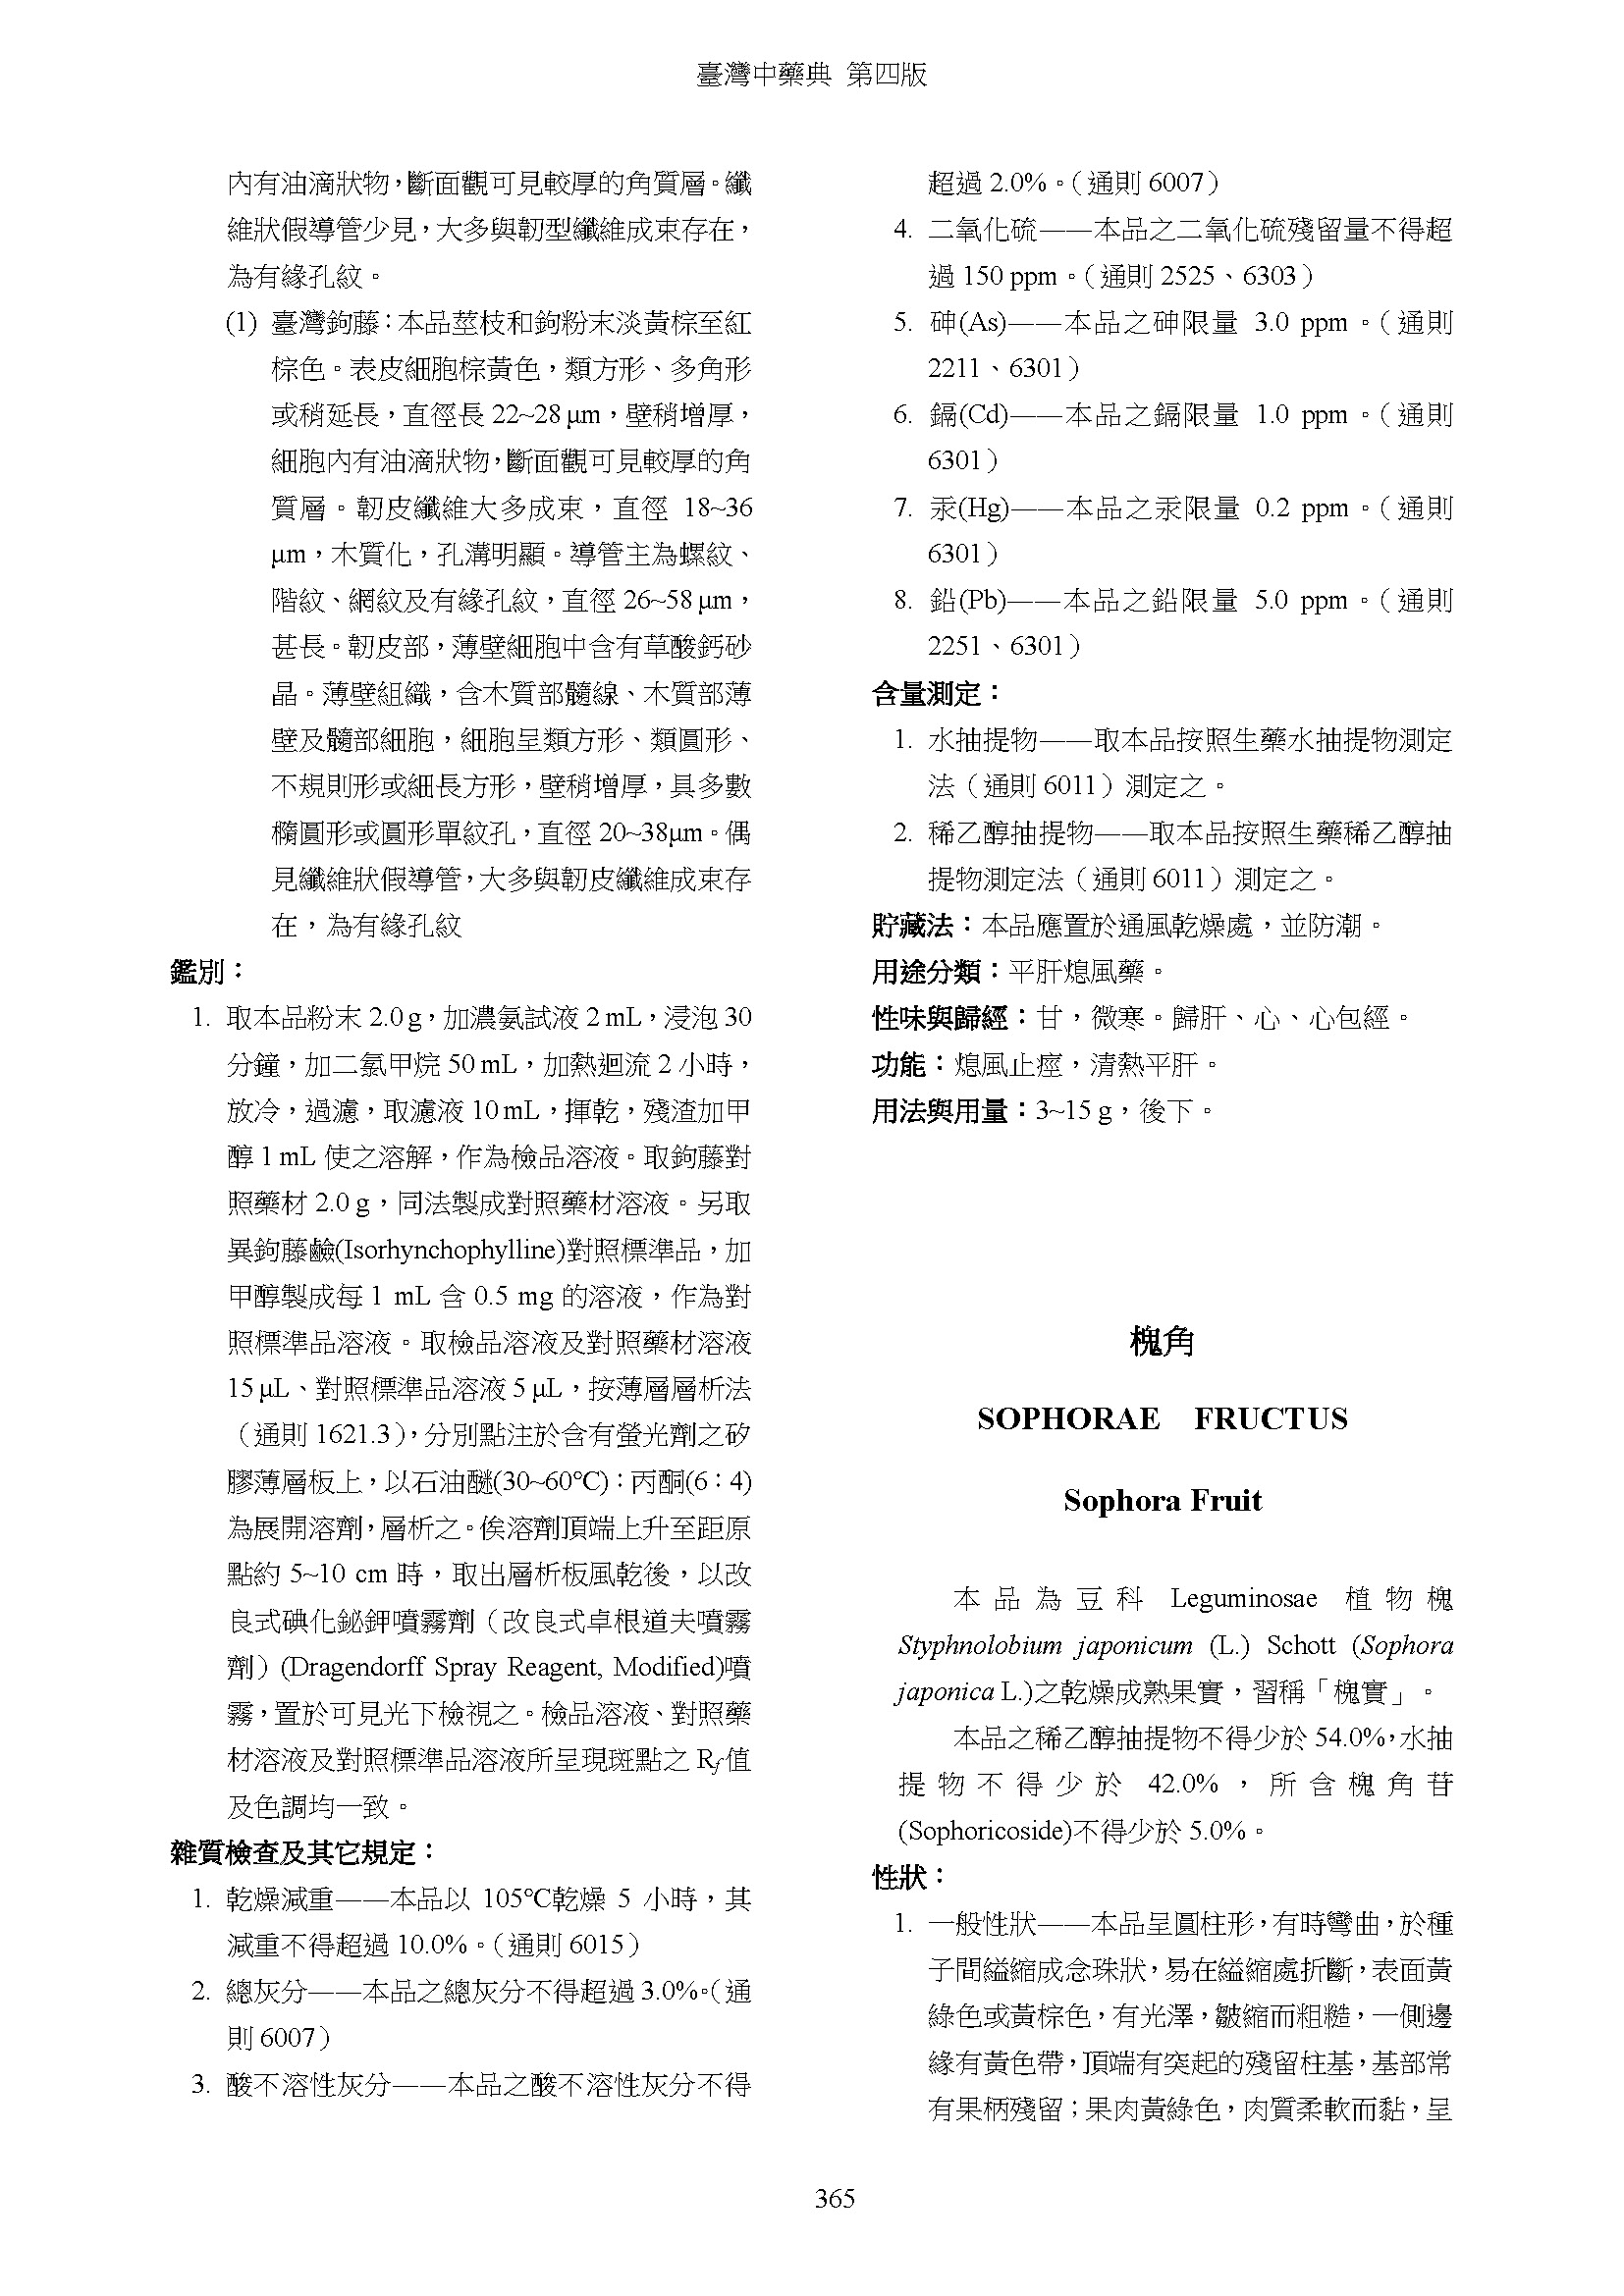 臺灣中藥典 第四版
內有油滴狀物，斷面觀可見較厚的角質層。纖
維狀假導管少見，大多與韌型纖維成束存在，
為有緣孔紋。
(1) 臺灣鉤藤：本品莖枝和鉤粉末淡黃棕至紅
棕色。表皮細胞棕黃色，類方形、多角形
或稍延長，直徑長 22~28 μm，壁稍增厚，
細胞內有油滴狀物，斷面觀可見較厚的角
質層。韌皮纖維大多成束，直徑 18~36
μm，木質化，孔溝明顯。導管主為螺紋、
階紋、網紋及有緣孔紋，直徑 26~58 μm，
甚長。韌皮部，薄壁細胞中含有草酸鈣砂
晶。薄壁組織，含木質部髓線、木質部薄
壁及髓部細胞，細胞呈類方形、類圓形、
不規則形或細長方形，壁稍增厚，具多數
橢圓形或圓形單紋孔，直徑 20~38μm。偶
見纖維狀假導管，大多與韌皮纖維成束存
在，為有緣孔紋
鑑別：
1. 取本品粉末 2.0 g，加濃氨試液 2 mL，浸泡 30
分鐘，加二氯甲烷 50 mL，加熱迴流 2 小時，
放冷，過濾，取濾液 10 mL，揮乾，殘渣加甲
醇 1 mL 使之溶解，作為檢品溶液。取鉤藤對
照藥材 2.0 g，同法製成對照藥材溶液。另取
異鉤藤鹼(Isorhynchophylline)對照標準品，加
甲醇製成每 1 mL 含 0.5 mg 的溶液，作為對
照標準品溶液。取檢品溶液及對照藥材溶液
15 μL、對照標準品溶液 5 μL，按薄層層析法
（通則 1621.3），分別點注於含有螢光劑之矽
膠薄層板上，以石油醚(30~60℃)：丙酮(6：4)
為展開溶劑，層析之。俟溶劑頂端上升至距原
點約 5~10 cm 時，取出層析板風乾後，以改
良式碘化鉍鉀噴霧劑（改良式卓根道夫噴霧
劑）(Dragendorff Spray Reagent, Modified)噴
霧，置於可見光下檢視之。檢品溶液、對照藥
材溶液及對照標準品溶液所呈現斑點之 Rf 值
及色調均一致。
雜質檢查及其它規定：
1. 乾燥減重——本品以 105℃乾燥 5 小時，其
減重不得超過 10.0%。（通則 6015）
2. 總灰分——本品之總灰分不得超過 3.0%。（通
則 6007）
3. 酸不溶性灰分——本品之酸不溶性灰分不得
超過 2.0%。（通則 6007）
4. 二氧化硫——本品之二氧化硫殘留量不得超
過 150 ppm。（通則 2525、6303）
5. 砷(As)——本品之砷限量 3.0 ppm。（通則
2211、6301）
6. 鎘(Cd)——本品之鎘限量 1.0 ppm。（通則
6301）
7. 汞(Hg)——本品之汞限量 0.2 ppm。（通則
6301）
8. 鉛(Pb)——本品之鉛限量 5.0 ppm。（通則
2251、6301）
含量測定：
1. 水抽提物——取本品按照生藥水抽提物測定
法（通則 6011）測定之。
2. 稀乙醇抽提物——取本品按照生藥稀乙醇抽
提物測定法（通則 6011）測定之。
貯藏法：本品應置於通風乾燥處，並防潮。
用途分類：平肝熄風藥。
性味與歸經：甘，微寒。歸肝、心、心包經。
功能：熄風止痙，清熱平肝。
用法與用量：3~15 g，後下。
槐角
SOPHORAE FRUCTUS
Sophora Fruit
本品為豆科 Leguminosae 植物槐
Styphnolobium japonicum (L.) Schott (Sophora
japonica L.)之乾燥成熟果實，習稱「槐實」。
本品之稀乙醇抽提物不得少於 54.0%，水抽
提物不得少於 42.0%，所含槐角苷
(Sophoricoside)不得少於 5.0%。
性狀：
1. 一般性狀——本品呈圓柱形，有時彎曲，於種
子間縊縮成念珠狀，易在縊縮處折斷，表面黃
綠色或黃棕色，有光澤，皺縮而粗糙，一側邊
緣有黃色帶，頂端有突起的殘留柱基，基部常
有果柄殘留；果肉黃綠色，肉質柔軟而黏，呈
365